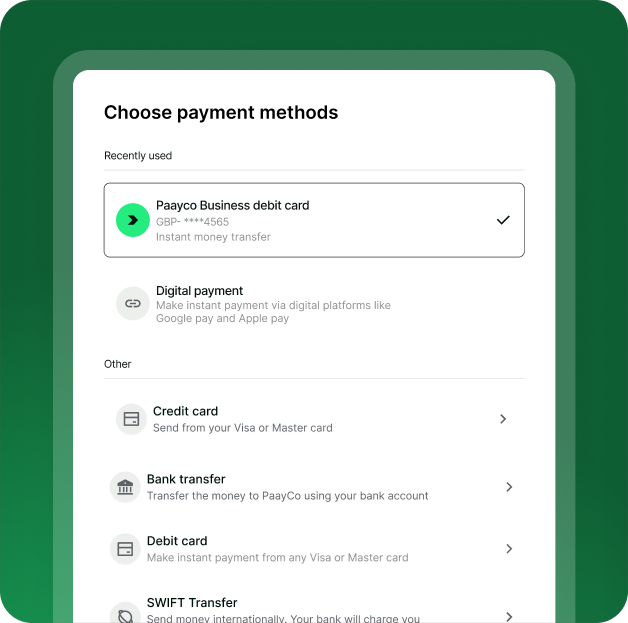 Choose payment methods
Recently used
Paayco Business debit card
GBP- ****4565
Instant money transfer
Digital payment
Make instant payment via digital platforms like
Google pay and Apple pay
Other
Credit card
Send from your Visa or Master card
Bank transfer
Transfer the money to PaayCo using your bank account
Debit card
Make instant payment from any Visa or Master card
SWIFT Transfer
Send money internationally. Your bank will charge you